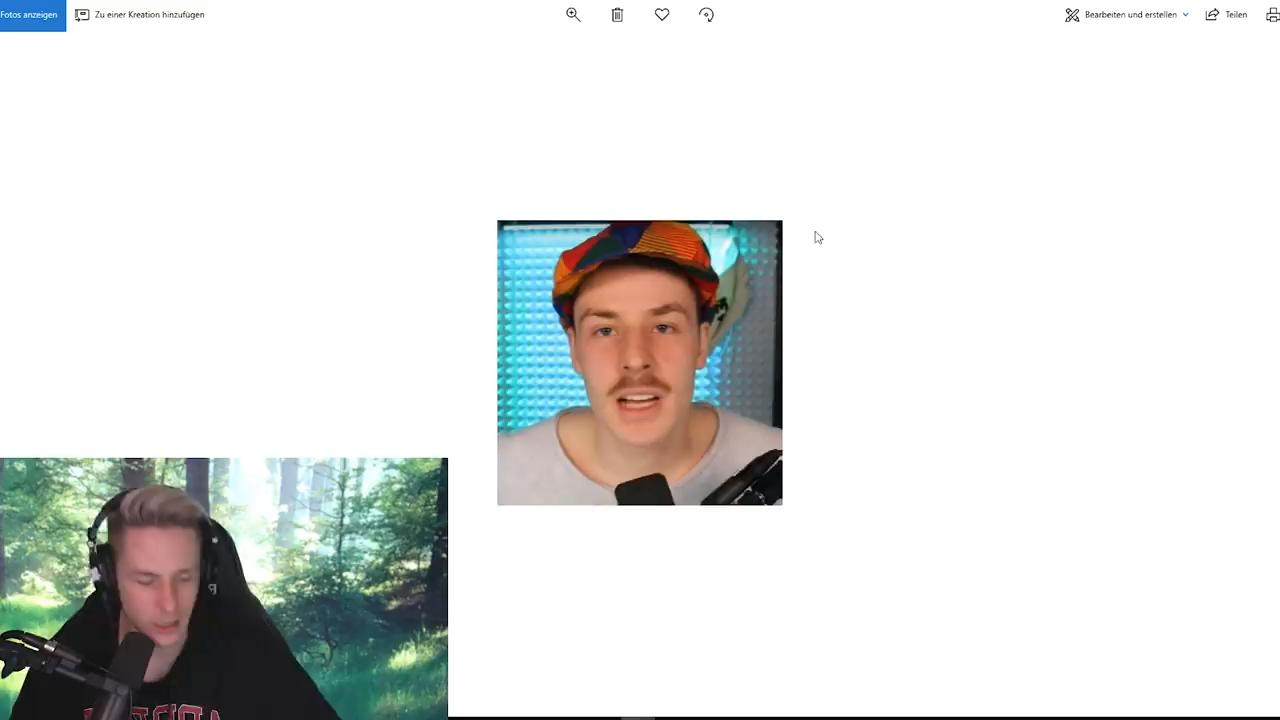 Fotos anzeigen
Zu einer Kreation hinzufügen
Bearbeiten und erstellen
Teilen